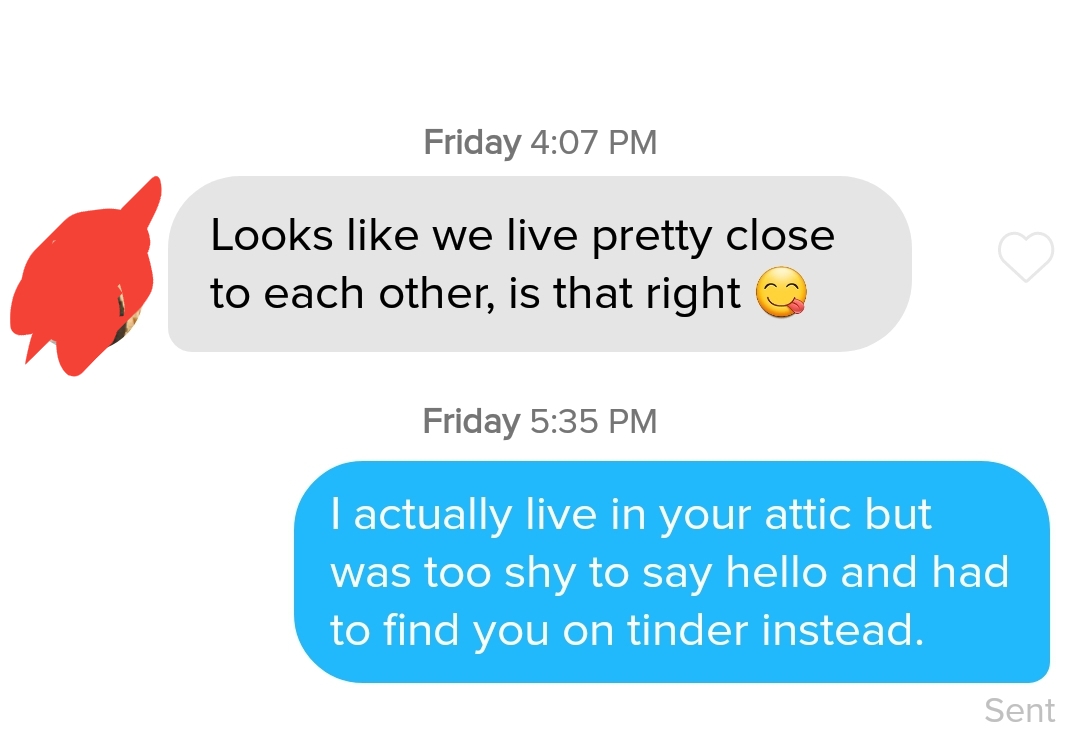 Friday 4:07 PM
Looks like we live pretty close
to each other, is that right 😋
Friday 5:35 PM
I actually live in your attic but
was too shy to say hello and had
to find you on tinder instead.
Sent